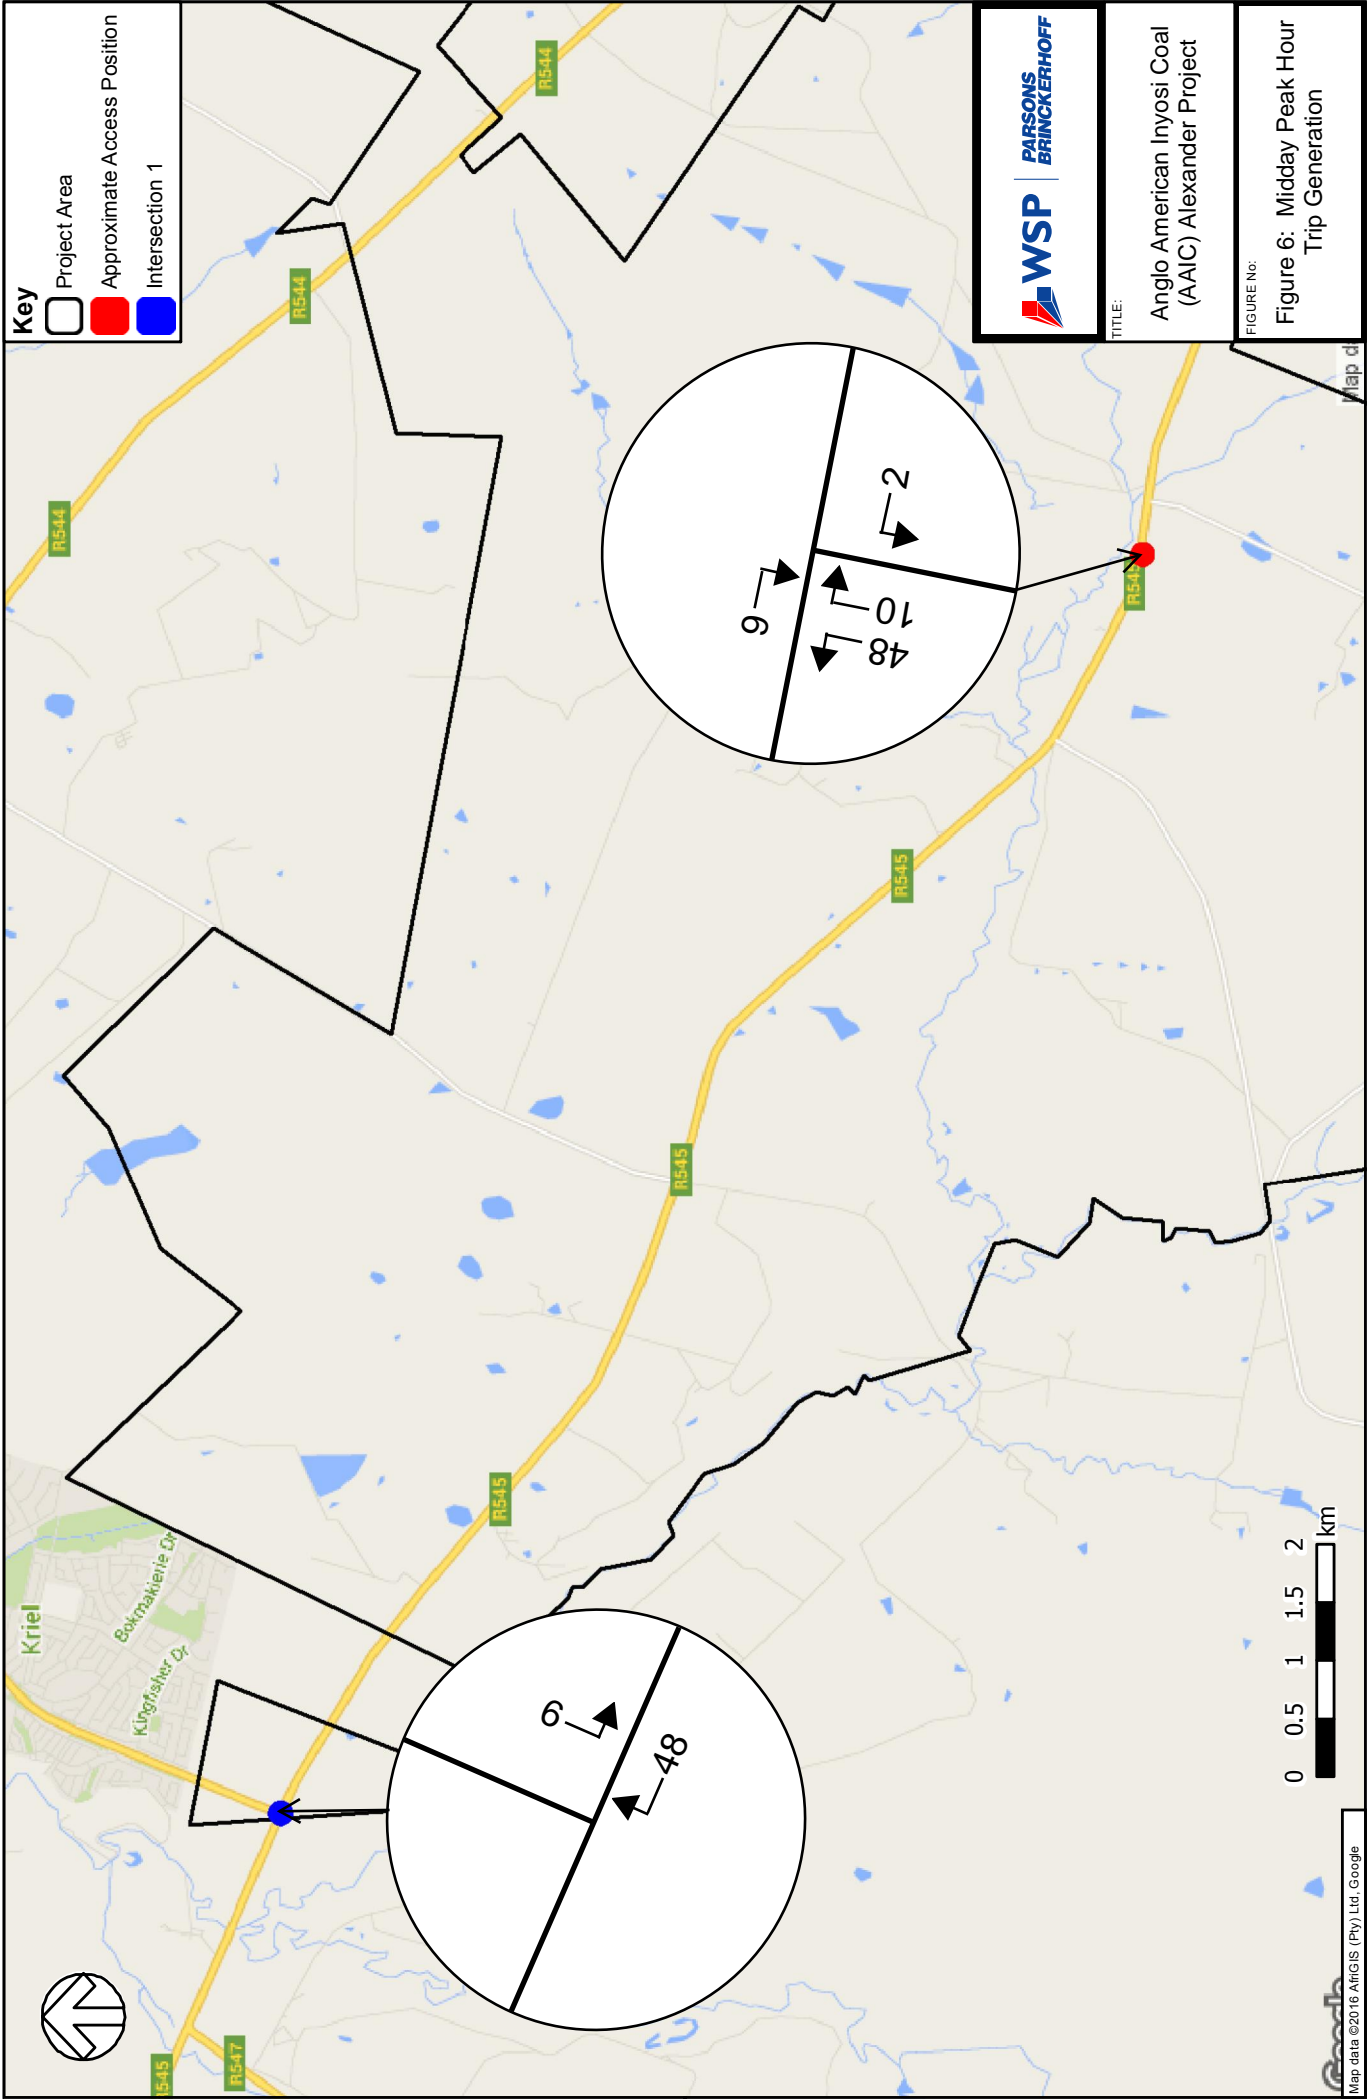 Key
Project Area
Approximate Access Position
Intersection 1
Kriel
Bokmakierie Dr
Kingfisher Dr
R545
R547
R545
R545
R545
R54
R544
R544
R544
9
48
9
48
10
2
0 0.5 1 1.5 2
km
WSP
PARSONS
BRINCKERHOFF
TITLE:
Anglo American Inyosi Coal
(AAIC) Alexander Project
FIGURE No:
Figure 6: Midday Peak Hour
Trip Generation
Map data ©2016 AfriGIS (Pty) Ltd, Google
Map d